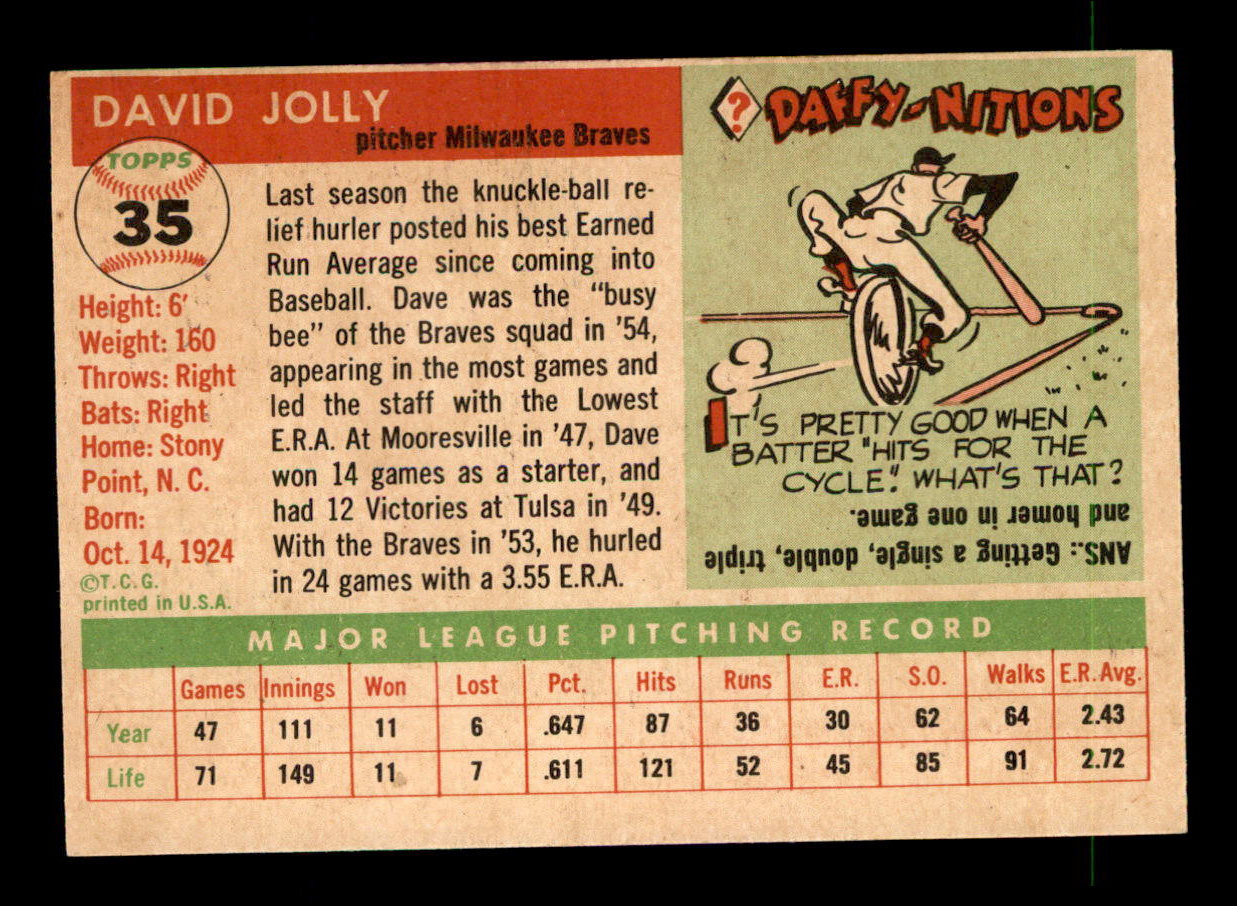 DAVID JOLLY
pitcher Milwaukee Braves
TOPPS
35
Height: 6'
Weight: 160
Throws: Right
Bats: Right
Home: Stony
Point, N. C.
Born:
Oct. 14, 1924
©T. C. G.
printed in U.S.A.
Last season the knuckle-ball re-
lief hurler posted his best Earned
Run Average since coming into
Baseball. Dave was the "busy
bee" of the Braves squad in '54,
appearing in the most games and
led the staff with the Lowest
E.R.A. At Mooresville in '47, Dave
won 14 games as a starter, and
had 12 Victories at Tulsa in '49.
With the Braves in '53, he hurled
in 24 games with a 3.55 E.R.A.
? DAFFY-NITIONS
IT'S PRETTY GOOD WHEN A
BATTER "HITS FOR THE
CYCLE". WHAT'S THAT?
ANS.: Getting a single, double, triple
and homer in one game.
MAJOR LEAGUE PITCHING RECORD
Games Innings Won Lost Pct. Hits Runs E.R. S.O. Walks E.R. Avg.
Year 47 111 11 6 .647 87 36 30 62 64 2.43
Life 71 149 11 7 .611 121 52 45 85 91 2.72